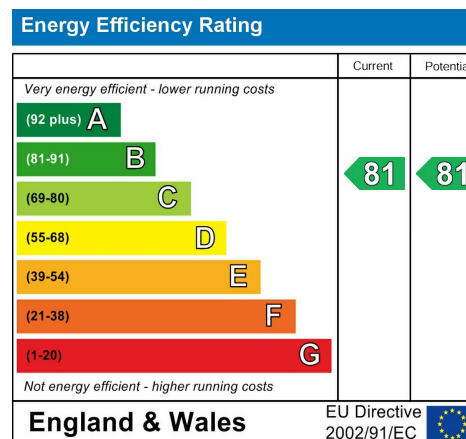 Energy Efficiency Rating
Current Potentia
Very energy efficient - lower running costs
(92 plus) A
(81-91) B
(69-80) C
(55-68) D
(39-54) E
(21-38) F
(1-20) G
81 81
Not energy efficient - higher running costs
England & Wales
EU Directive
2002/91/EC